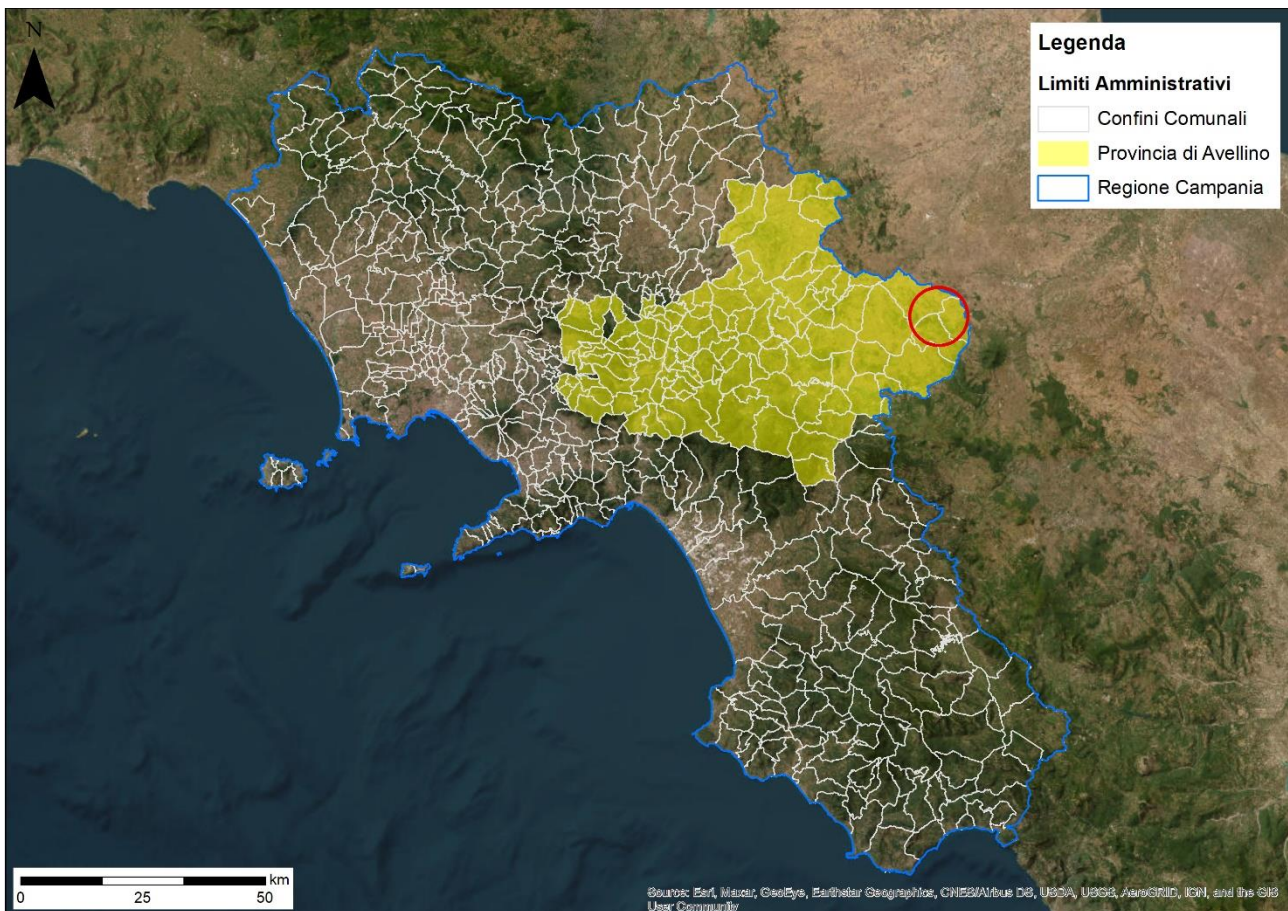 N
Legenda
Limiti Amministrativi
Confini Comunali
Provincia di Avellino
Regione Campania
km
0 25 50
Source: Esri, Maxar, GeoEye, Earthstar Geographics, CNES/Airbus DS, USDA, USGS, AeroGRID, IGN, and the GIS
User Community